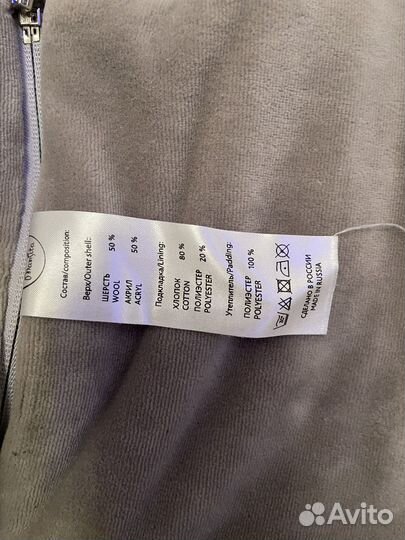 Состав/composition:
Верх/Outer shell:
ШЕРСТЬ 50 %
WOOL
АКРИЛ 50 %
ACRYL
Подкладка/Lining:
ХЛОПОК 80 %
COTTON
ПОЛИЭСТЕР 20 %
POLYESTER
Утеплитель/Padding:
ПОЛИЭСТЕР 100 %
POLYESTER
СДЕЛАНО В РОССИИ
MADE IN RUSSIA
Avito